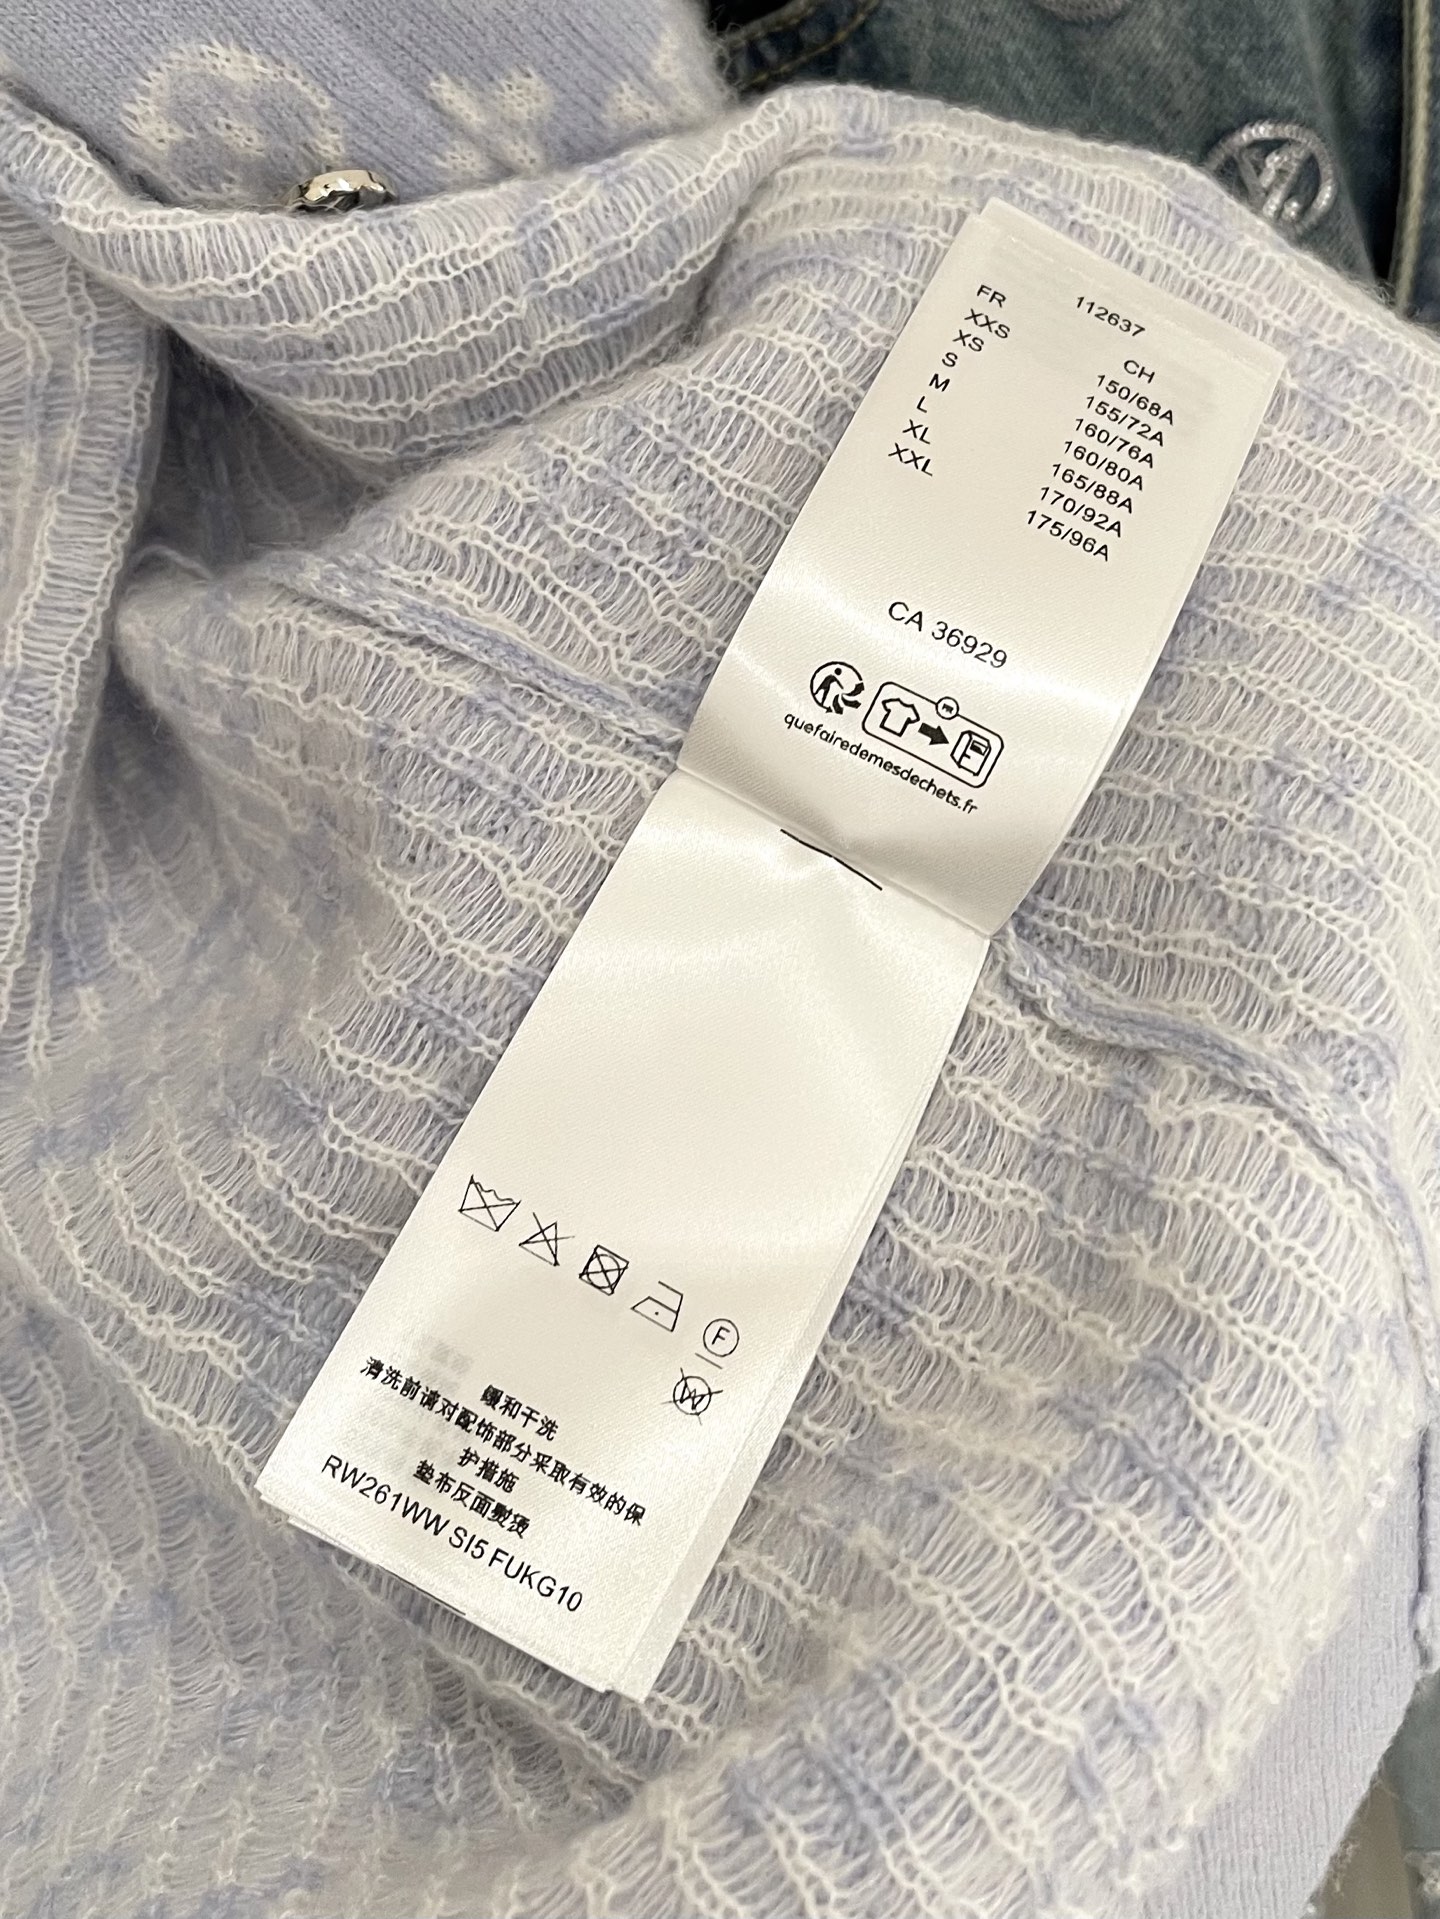 112637
FR CH
XXS 150/68A
XS 155/72A
S 160/76A
M 160/80A
L 165/88A
XL 170/92A
XXL 175/96A
CA 36929
FR
quefairedemesdechets.fr
F
W
缓和干洗
清洗前请对配饰部分采取有效的保
护措施
垫布反面熨烫
RW261WW SI5 FUKG10